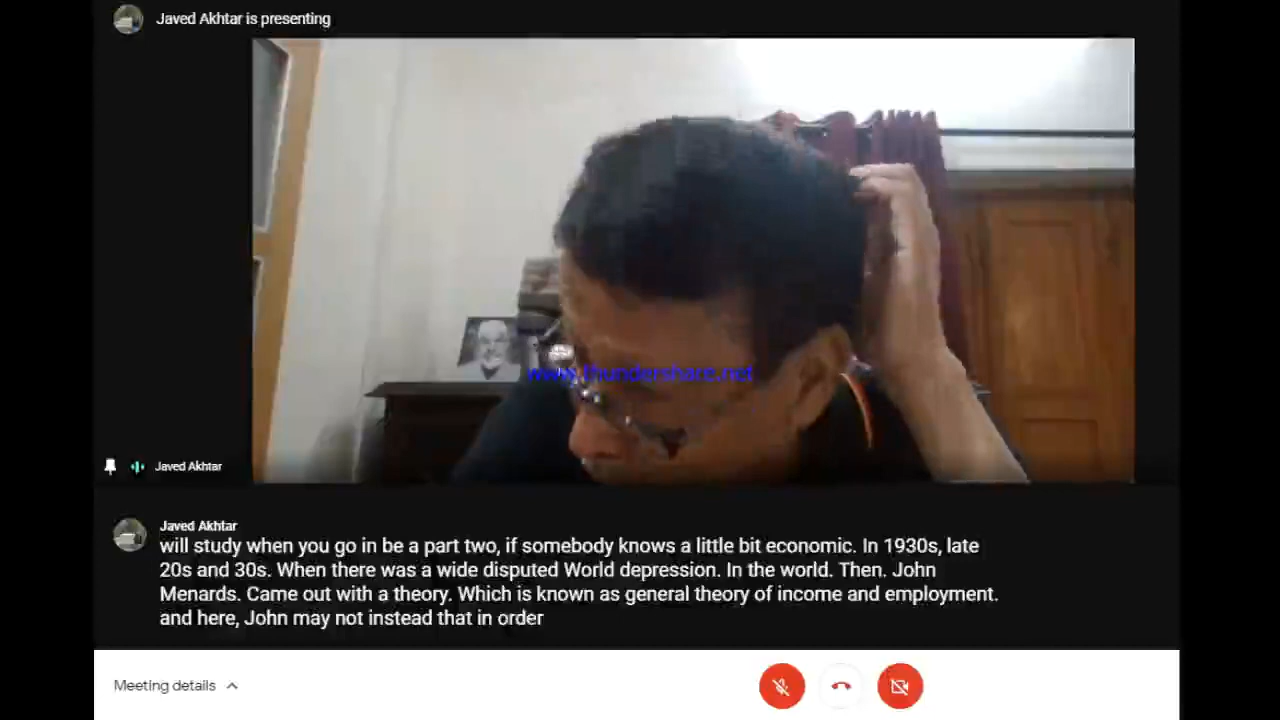 Javed Akhtar is presenting
www.thundershare.net
Javed Akhtar
Javed Akhtar
will study when you go in be a part two, if somebody knows a little bit economic. In 1930s, late
20s and 30s. When there was a wide disputed World depression. In the world. Then. John
Menards. Came out with a theory. Which is known as general theory of income and employment.
and here, John may not instead that in order
Meeting details